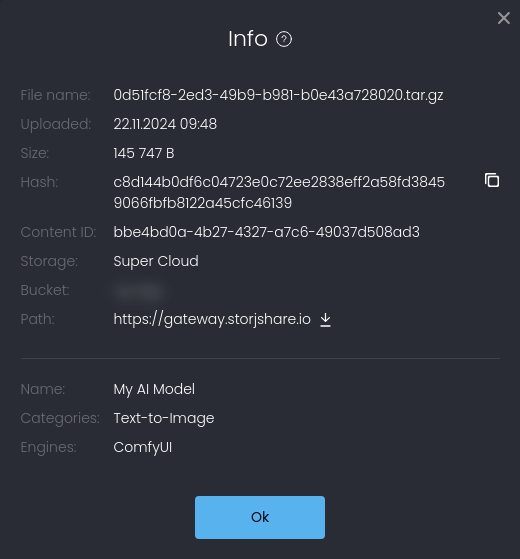 Info ?
File name: 0d51fcf8-2ed3-49b9-b981-b0e43a728020.tar.gz
Uploaded: 22.11.2024 09:48
Size: 145 747 B
Hash: c8d144b0df6c04723e0c72ee2838eff2a58fd3845
9066fbfb8122a45cfc46139
Content ID: bbe4bd0a-4b27-4327-a7c6-49037d508ad3
Storage: Super Cloud
Bucket:
Path: https://gateway.storjshare.io
Name: My AI Model
Categories: Text-to-Image
Engines: ComfyUI
Ok